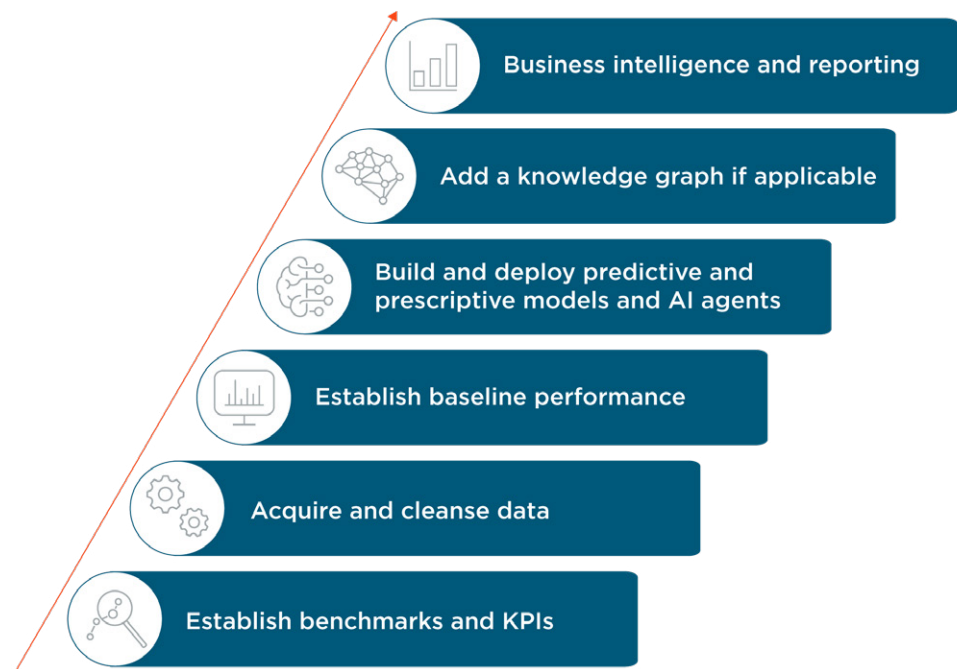 Business intelligence and reporting
Add a knowledge graph if applicable
Build and deploy predictive and
prescriptive models and AI agents
Establish baseline performance
Acquire and cleanse data
Establish benchmarks and KPIs